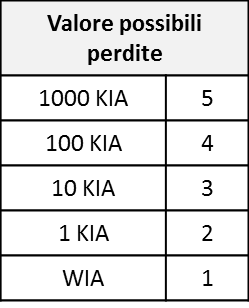 Valore possibili
perdite
1000 KIA 5
100 KIA 4
10 KIA 3
1 KIA 2
WIA 1